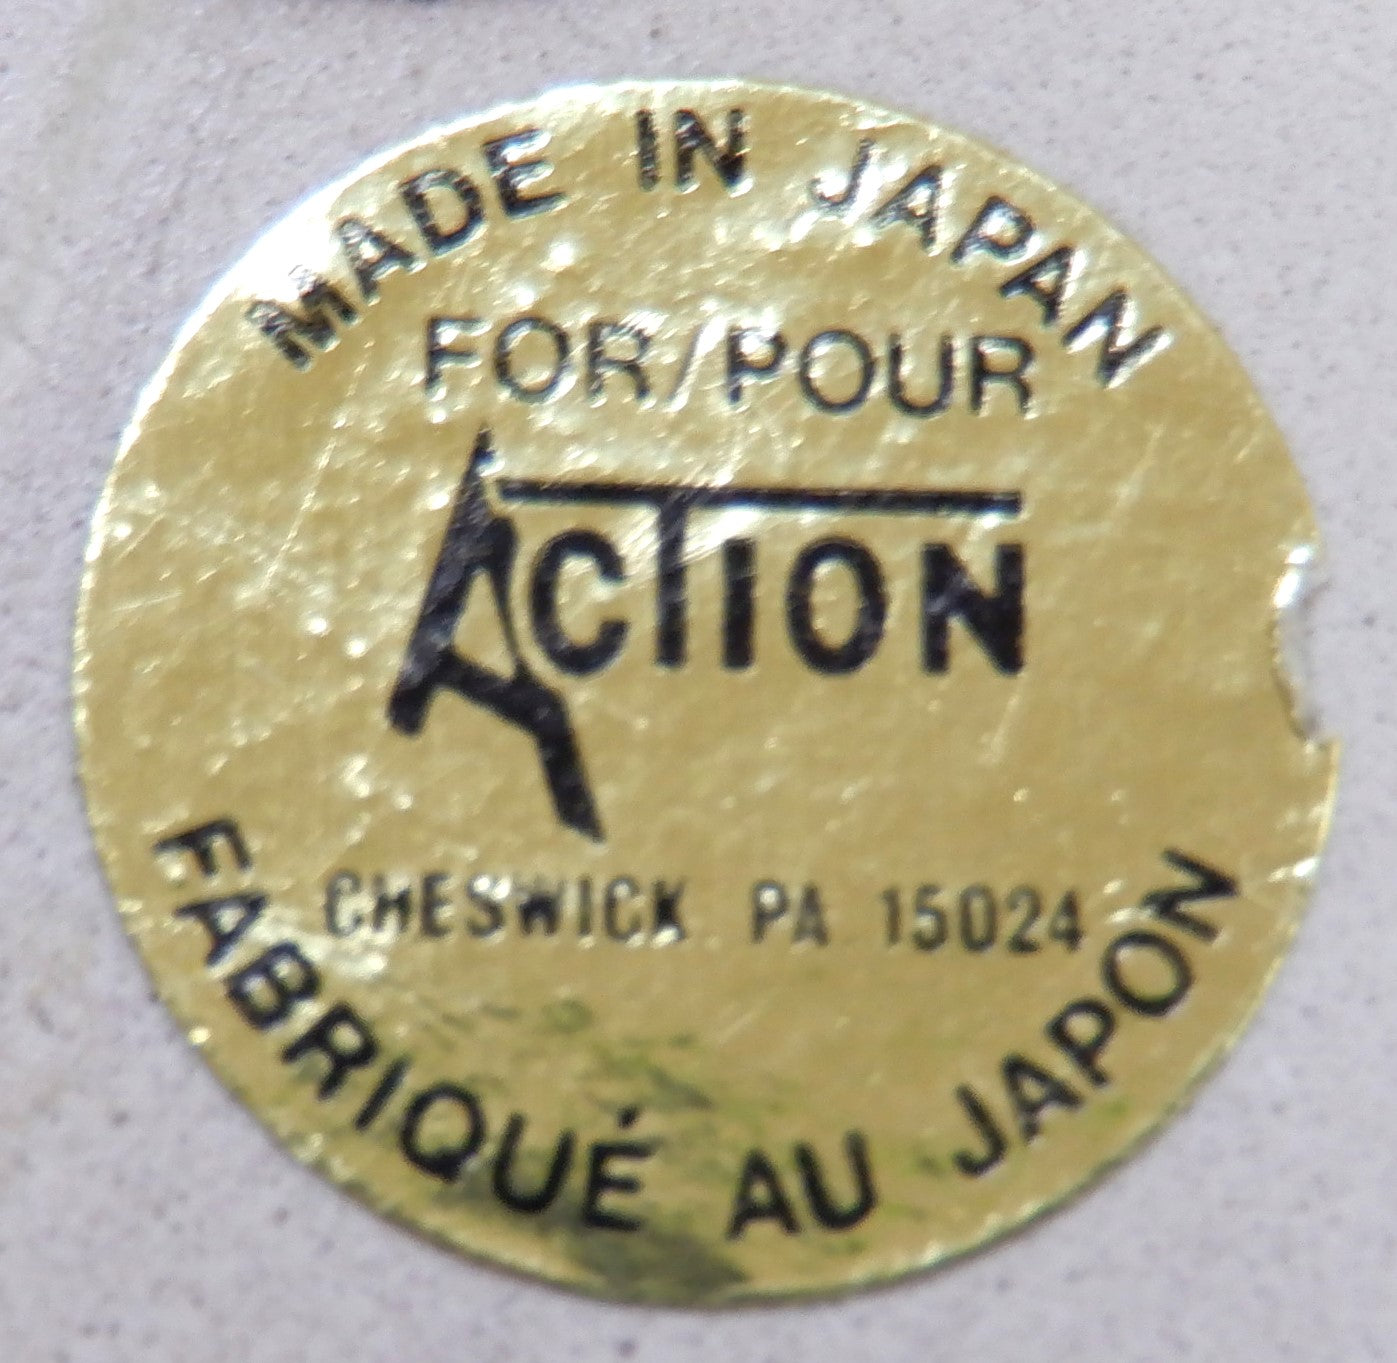 MADE IN JAPAN
FOR/POUR
ACTION
CHESWICK PA 15024
FABRIQUÉ AU JAPON